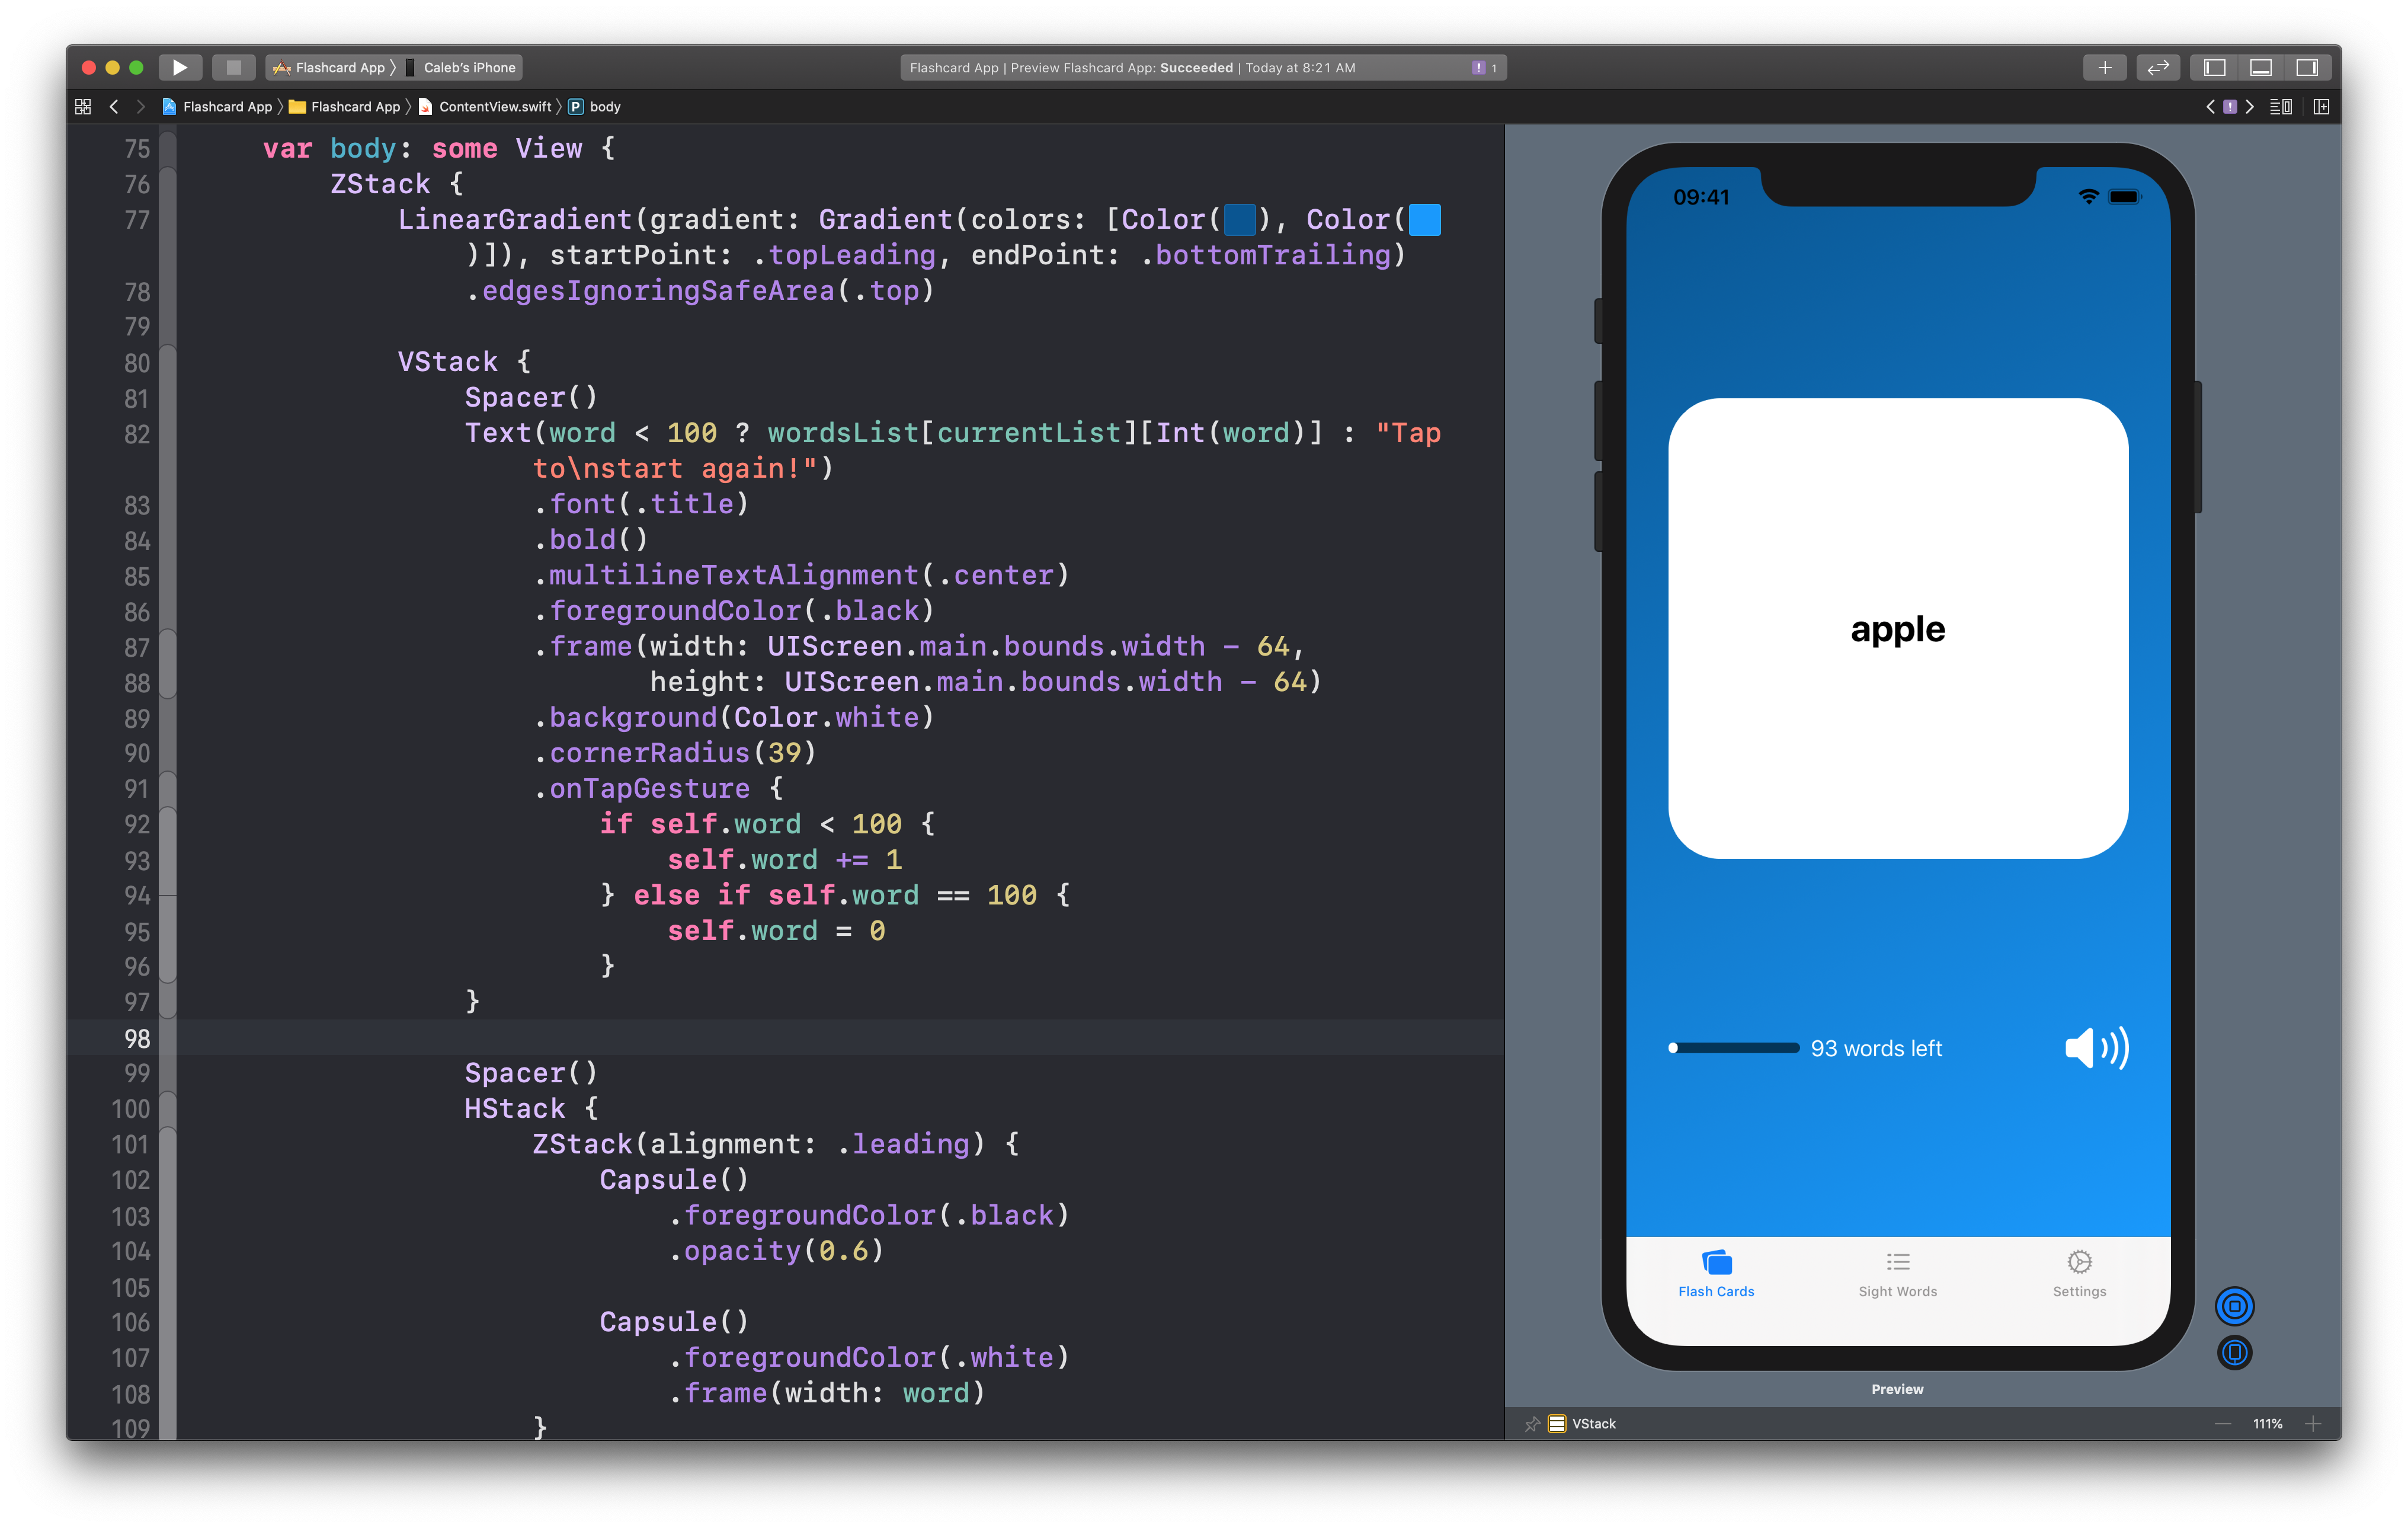 Flashcard App 〉 Caleb's iPhone
Flashcard App | Preview Flashcard App: Succeeded | Today at 8:21 AM
! 1
Flashcard App 〉 Flashcard App 〉 ContentView.swift 〉 P body
!
75 var body: some View {
76 ZStack {
77 LinearGradient(gradient: Gradient(colors: [Color( ), Color(
)]), startPoint: .topLeading, endPoint: .bottomTrailing)
78 .edgesIgnoringSafeArea(.top)
79
80 VStack {
81 Spacer()
82 Text(word < 100 ? wordsList[currentList][Int(word)] : "Tap
to\nstart again!")
83 .font(.title)
84 .bold()
85 .multilineTextAlignment(.center)
86 .foregroundColor(.black)
87 .frame(width: UIScreen.main.bounds.width - 64,
88 height: UIScreen.main.bounds.width - 64)
89 .background(Color.white)
90 .cornerRadius(39)
91 .onTapGesture {
92 if self.word < 100 {
93 self.word += 1
94 } else if self.word == 100 {
95 self.word = 0
96 }
97 }
98
99 Spacer()
100 HStack {
101 ZStack(alignment: .leading) {
102 Capsule()
103 .foregroundColor(.black)
104 .opacity(0.6)
105
106 Capsule()
107 .foregroundColor(.white)
108 .frame(width: word)
109 }
09:41
apple
93 words left
Flash Cards
Sight Words
Settings
Preview
VStack
111%